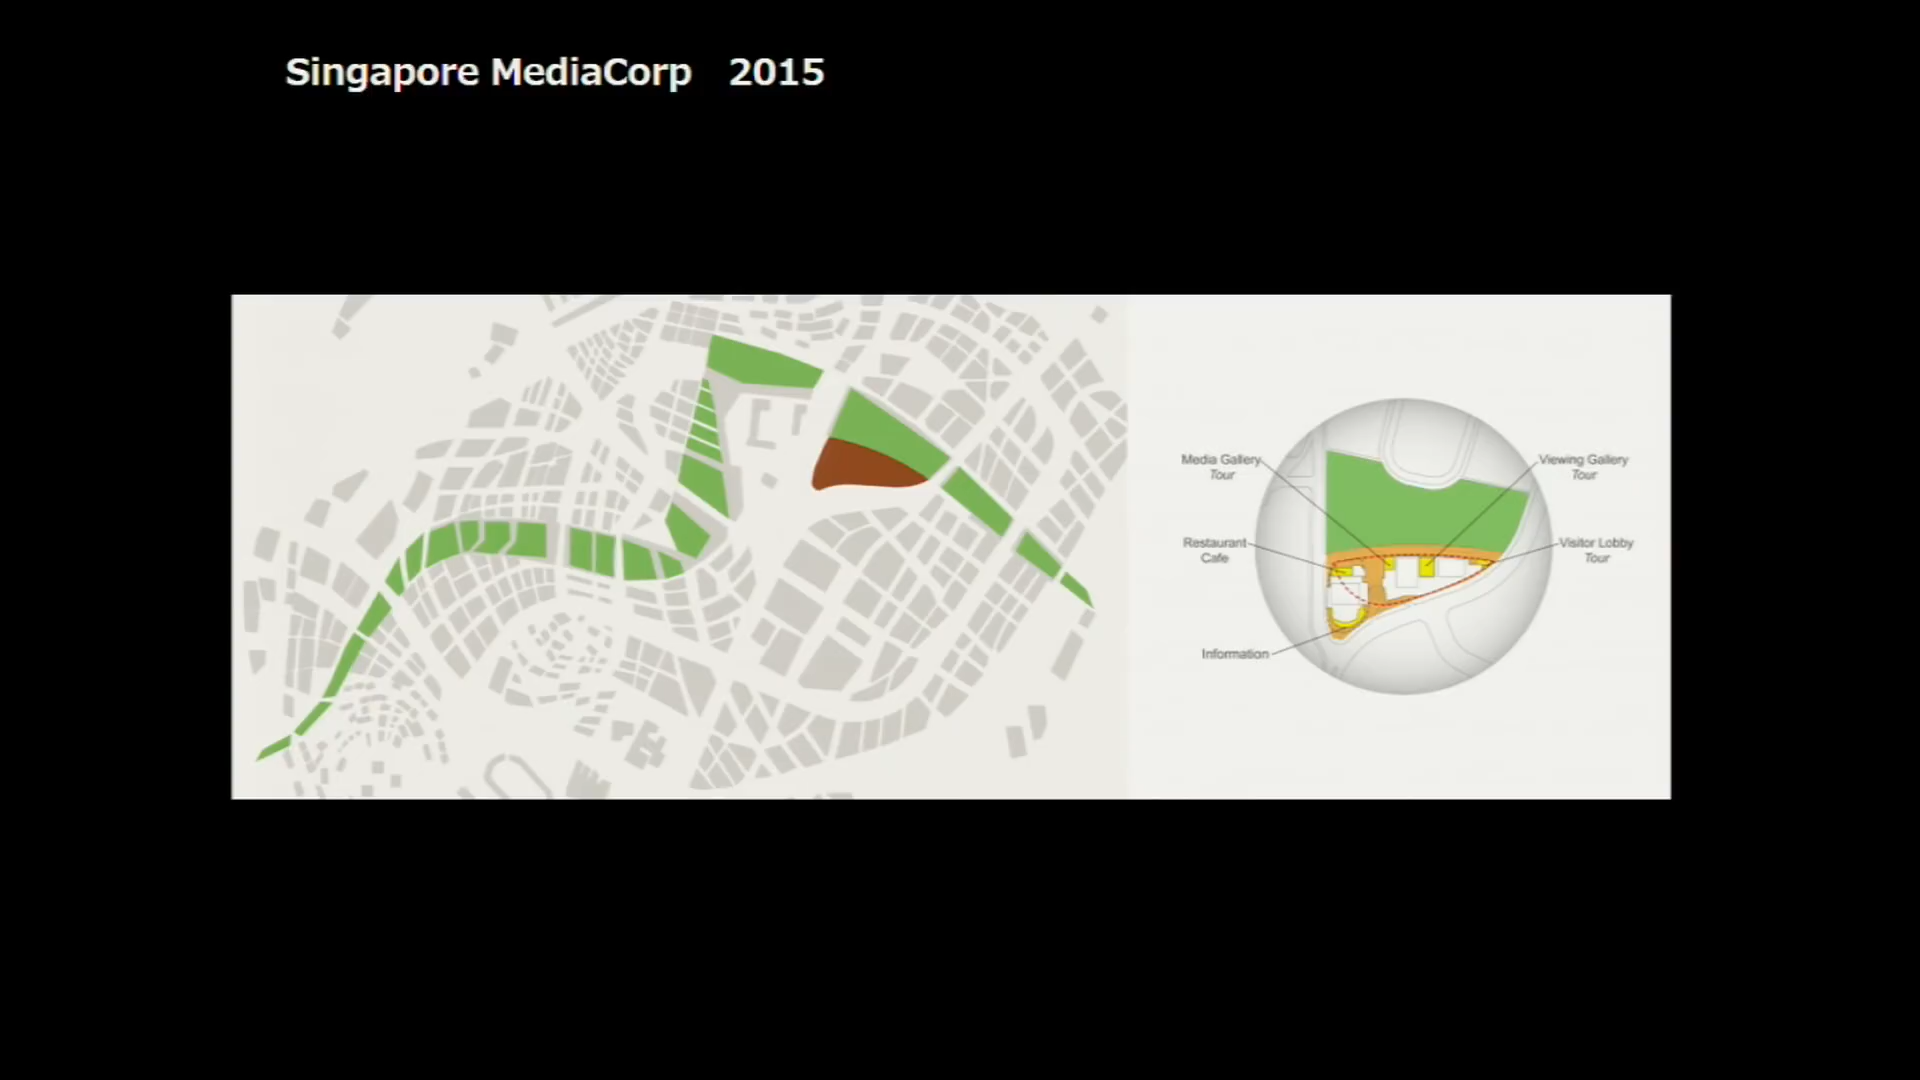 Singapore MediaCorp 2015
Media Gallery
Tour
Viewing Gallery
Tour
Restaurant
Cafe
Visitor Lobby
Tour
Information